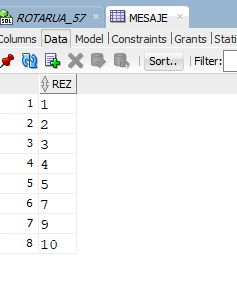 SQL ROTARUA_57 × MESAJE ×
Columns Data Model Constraints Grants Stati
Sort.. Filter:
REZ
1 1
2 2
3 3
4 4
5 5
6 7
7 9
8 10